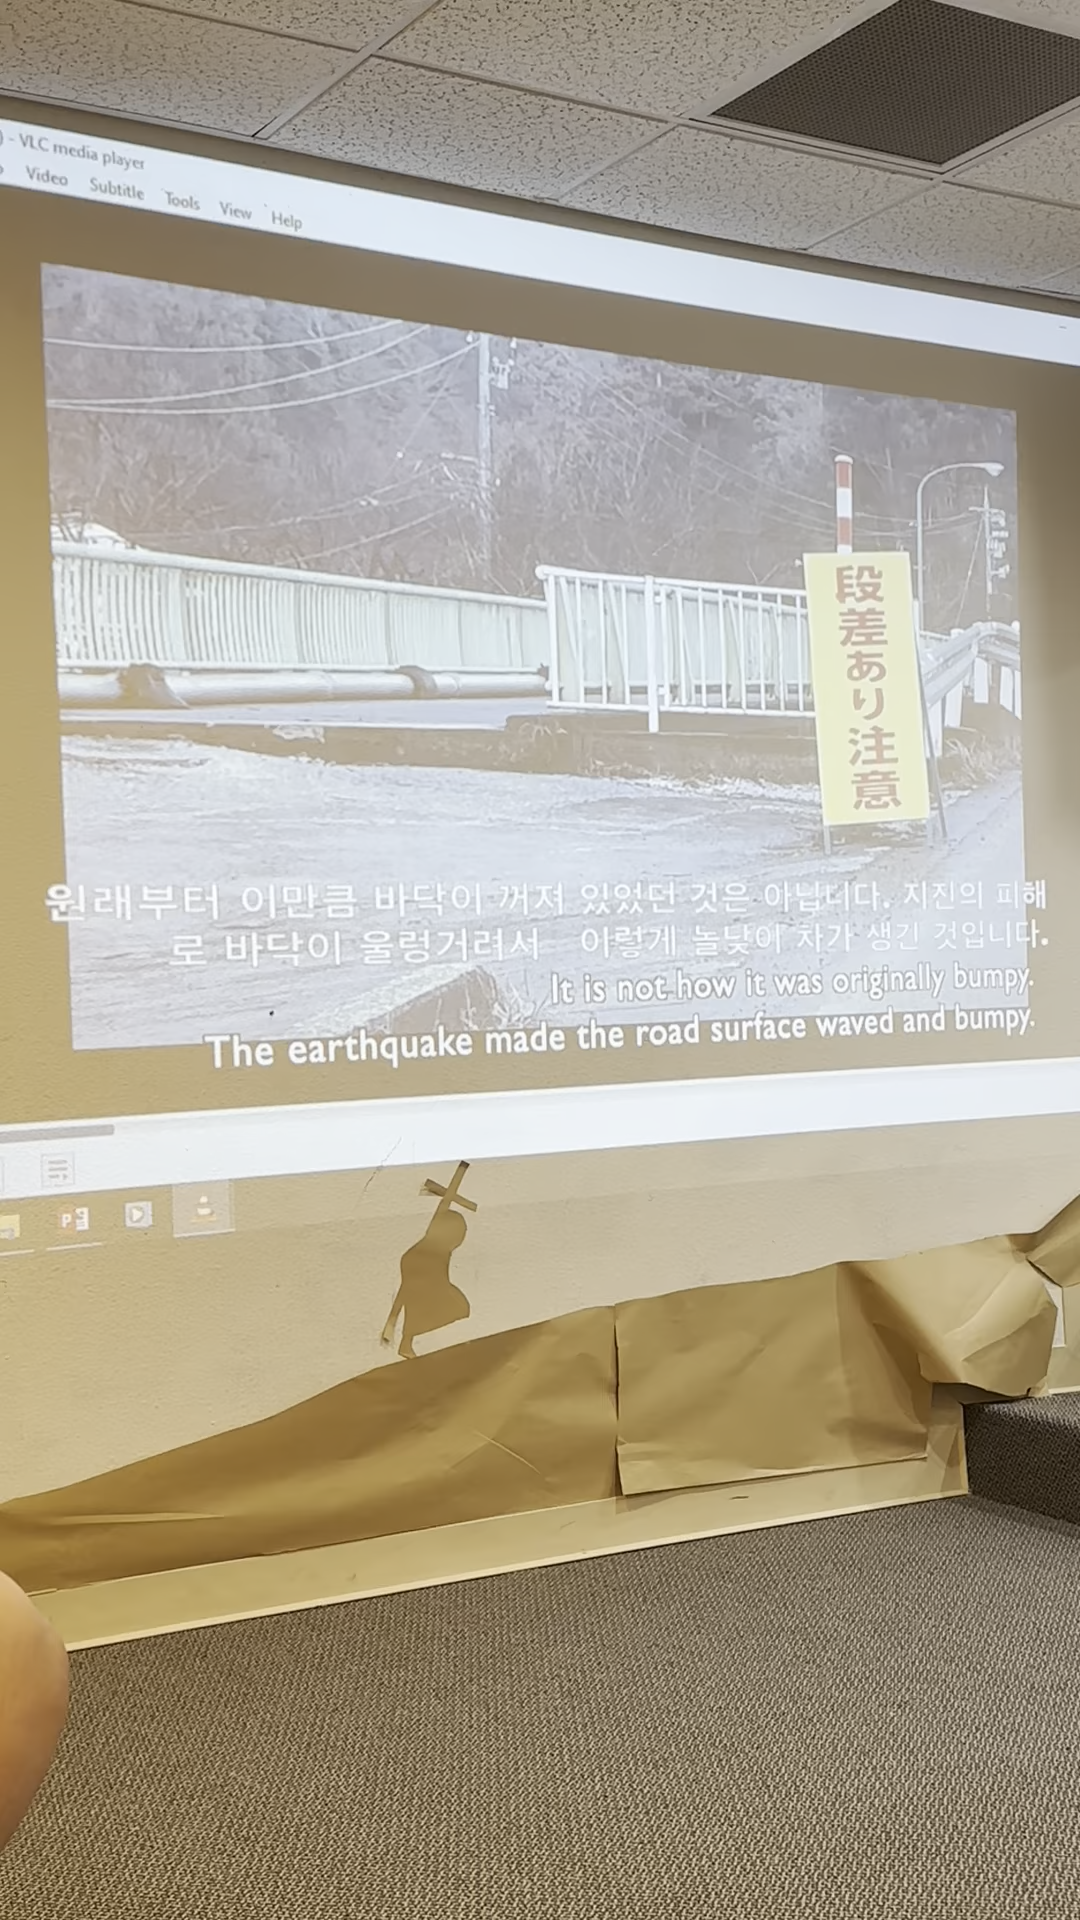 - VLC media player
Video Subtitle Tools View Help
段差あり注意
원래부터 이만큼 바닥이 꺼져 있었던 것은 아닙니다. 지진의 피해
로 바닥이 울렁거려서 이렇게 높낮이 차가 생긴 것입니다.
It is not how it was originally bumpy.
The earthquake made the road surface waved and bumpy.